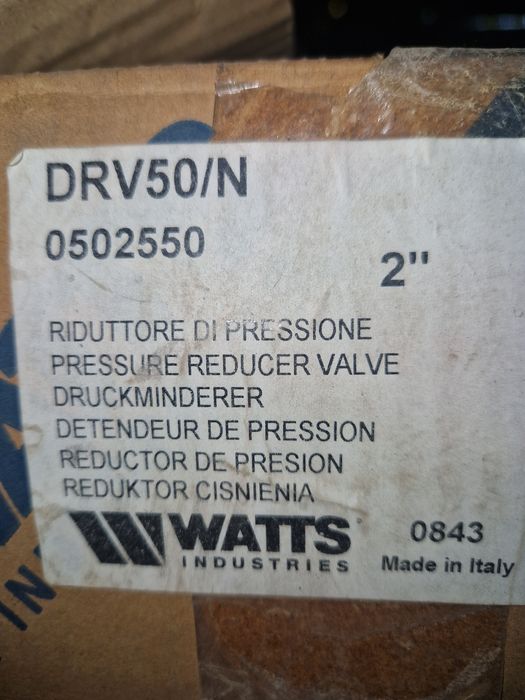 DRV50/N
0502550
2"
RIDUTTORE DI PRESSIONE
PRESSURE REDUCER VALVE
DRUCKMINDERER
DETENDEUR DE PRESSION
REDUCTOR DE PRESION
REDUKTOR CISNIENIA
WATTS
INDUSTRIES
0843
Made in Italy
IN